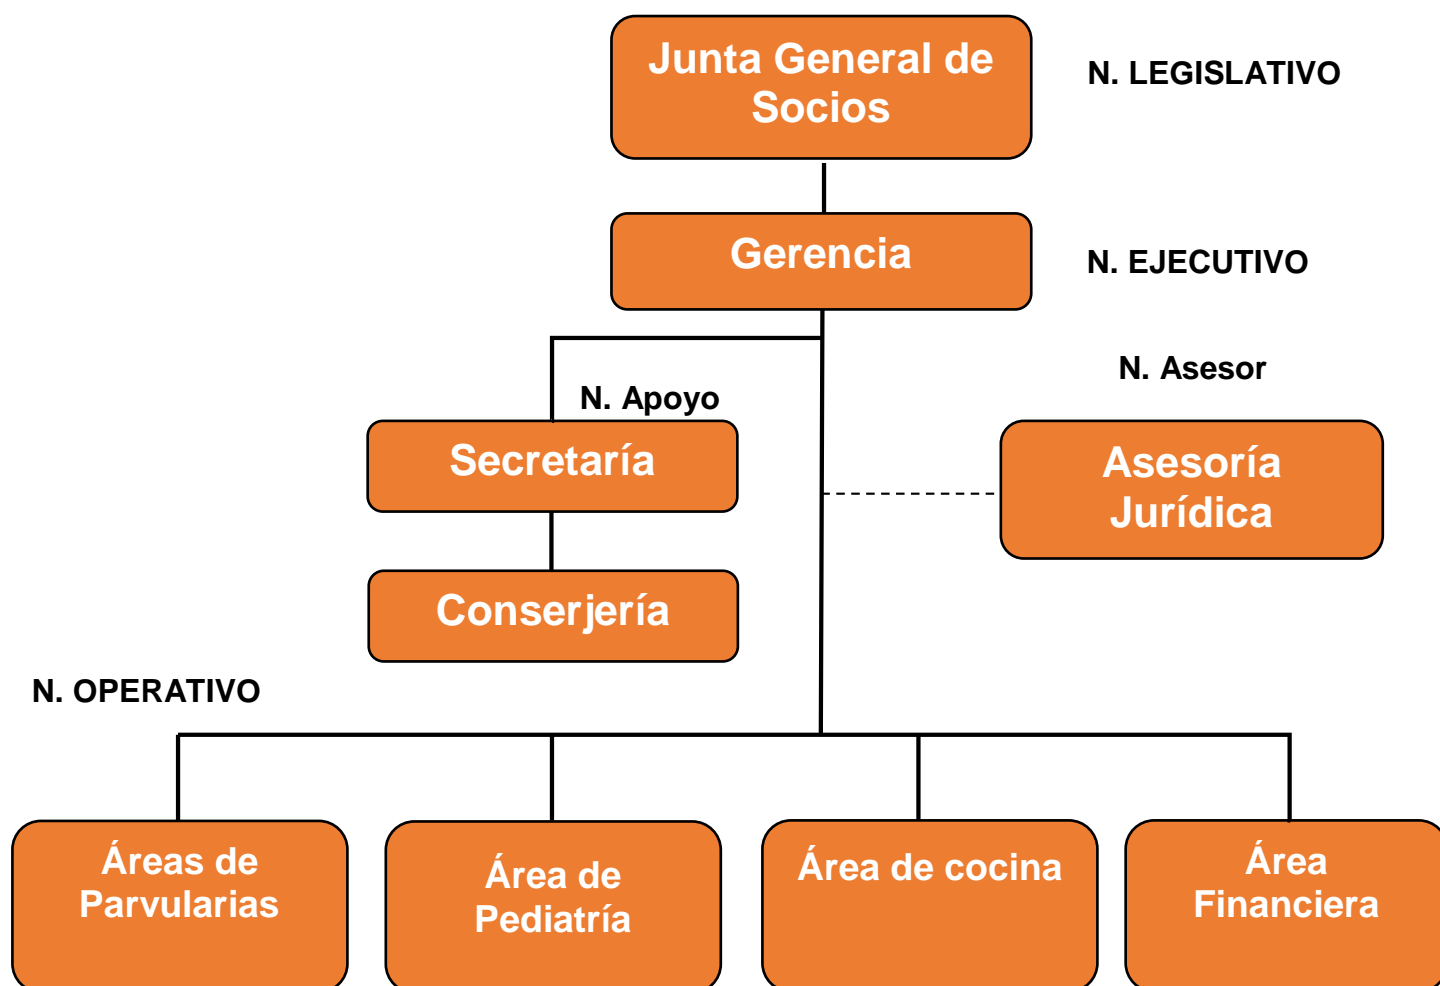 Junta General de
Socios
N. LEGISLATIVO
Gerencia
N. EJECUTIVO
N. Asesor
N. Apoyo
Secretaría
Asesoría
Jurídica
Conserjería
N. OPERATIVO
Áreas de
Parvularias
Área de
Pediatría
Área de cocina
Área
Financiera